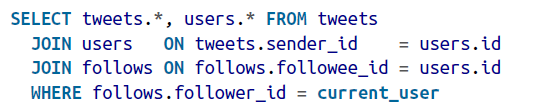 SELECT tweets.*, users.* FROM tweets
  JOIN users   ON tweets.sender_id    = users.id
  JOIN follows ON follows.followee_id = users.id
  WHERE follows.follower_id = current_user